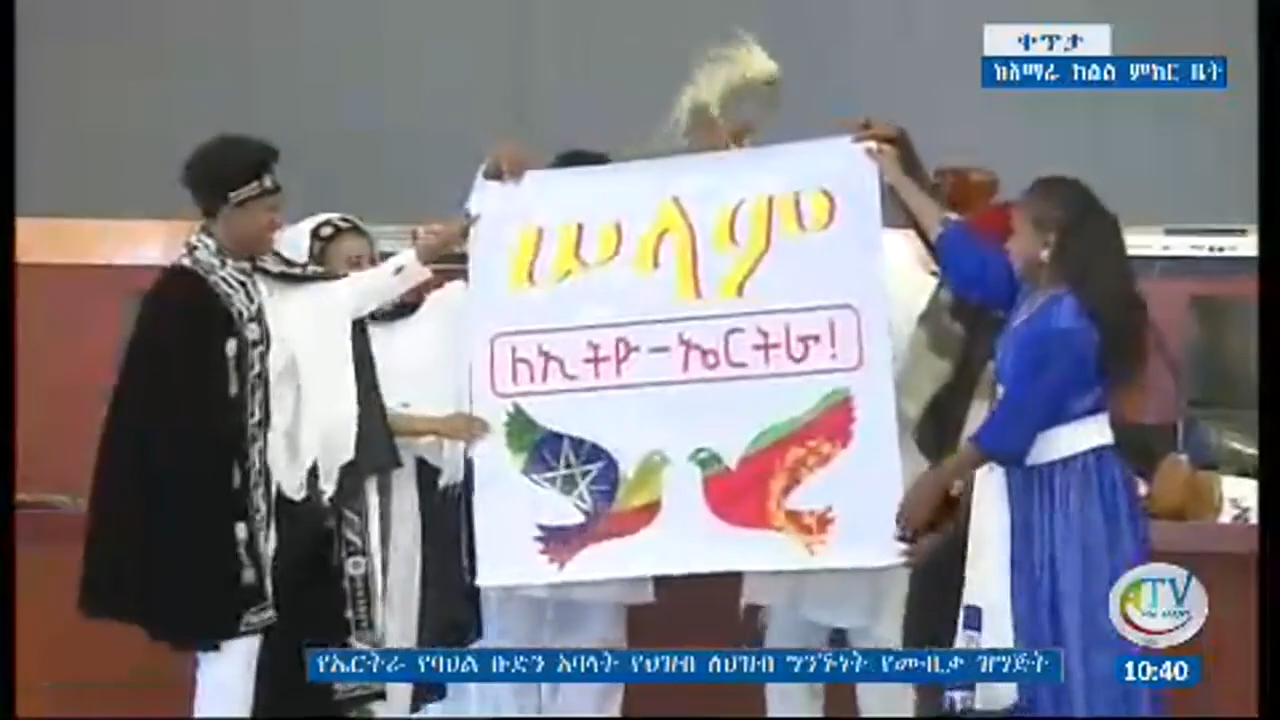 ቀጥታ
ከአማራ ክልል ምክር ቤት
ሠላም
ለኢትዮ-ኤርትራ!
TV
የኤርትራ የባህል ቡድን አባላት የህዝብ ለህዝብ ግንኙነት የሙዚቃ ዝግጅት
10:40